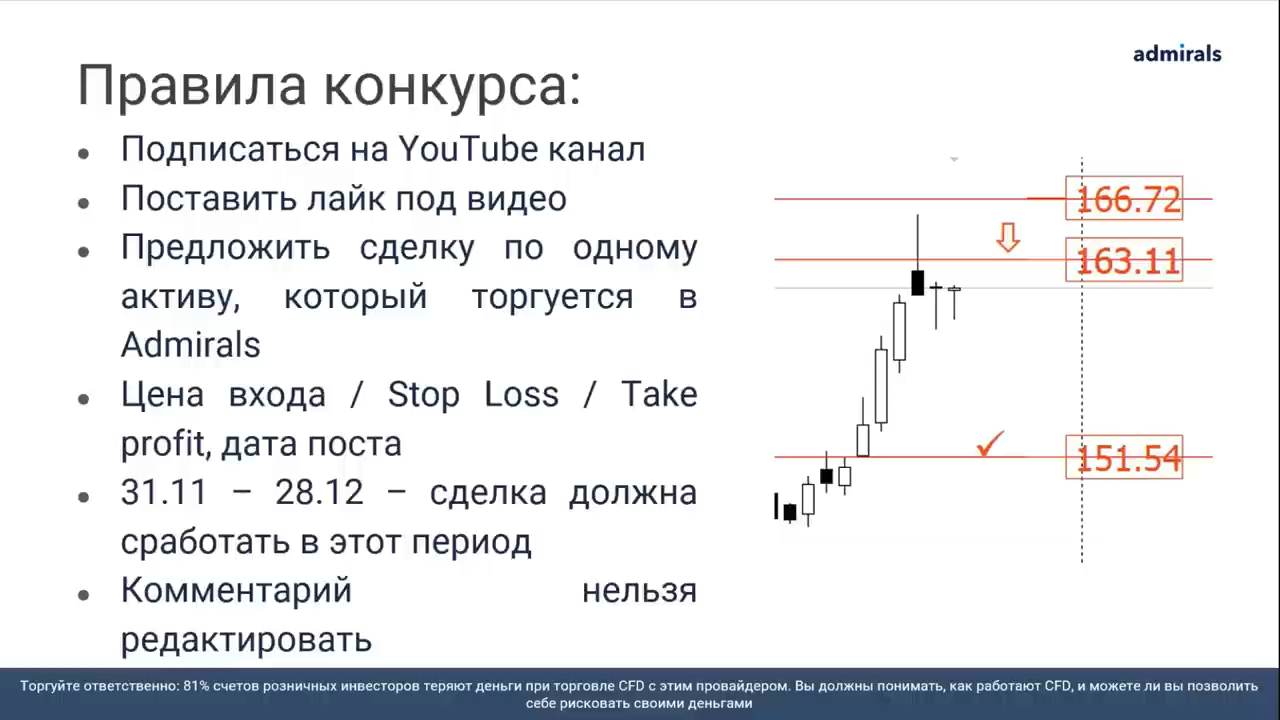 admirals
Правила конкурса:
Подписаться на YouTube канал
Поставить лайк под видео
Предложить сделку по одному
активу, который торгуется в
Admirals
Цена входа / Stop Loss / Take
profit, дата поста
31.11 – 28.12 – сделка должна
сработать в этот период
Комментарий нельзя
редактировать
166.72
163.11
151.54
Торгуйте ответственно: 81% счетов розничных инвесторов теряют деньги при торговле CFD с этим провайдером. Вы должны понимать, как работают CFD, и можете ли вы позволить
себе рисковать своими деньгами